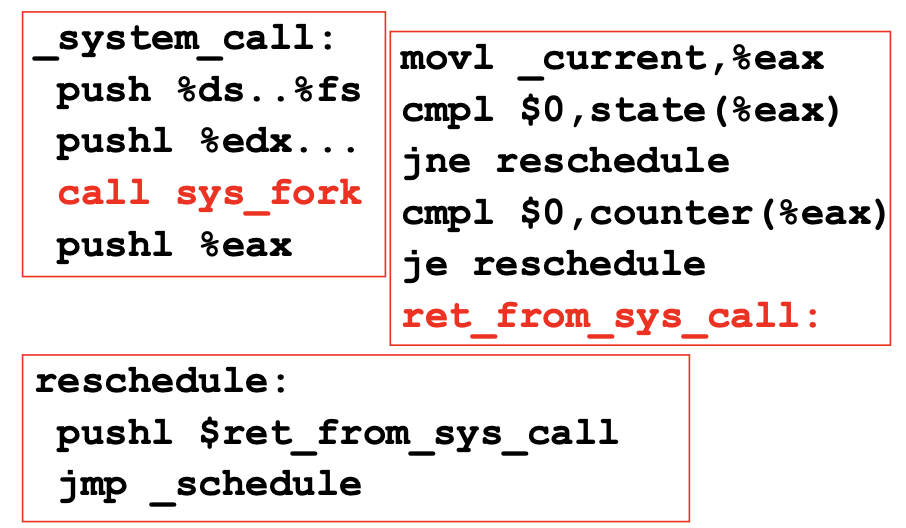 _system_call:
push %ds..%fs
pushl %edx...
call sys_fork
pushl %eax
movl _current,%eax
cmpl $0,state(%eax)
jne reschedule
cmpl $0,counter(%eax)
je reschedule
ret_from_sys_call:
reschedule:
pushl $ret_from_sys_call
jmp _schedule